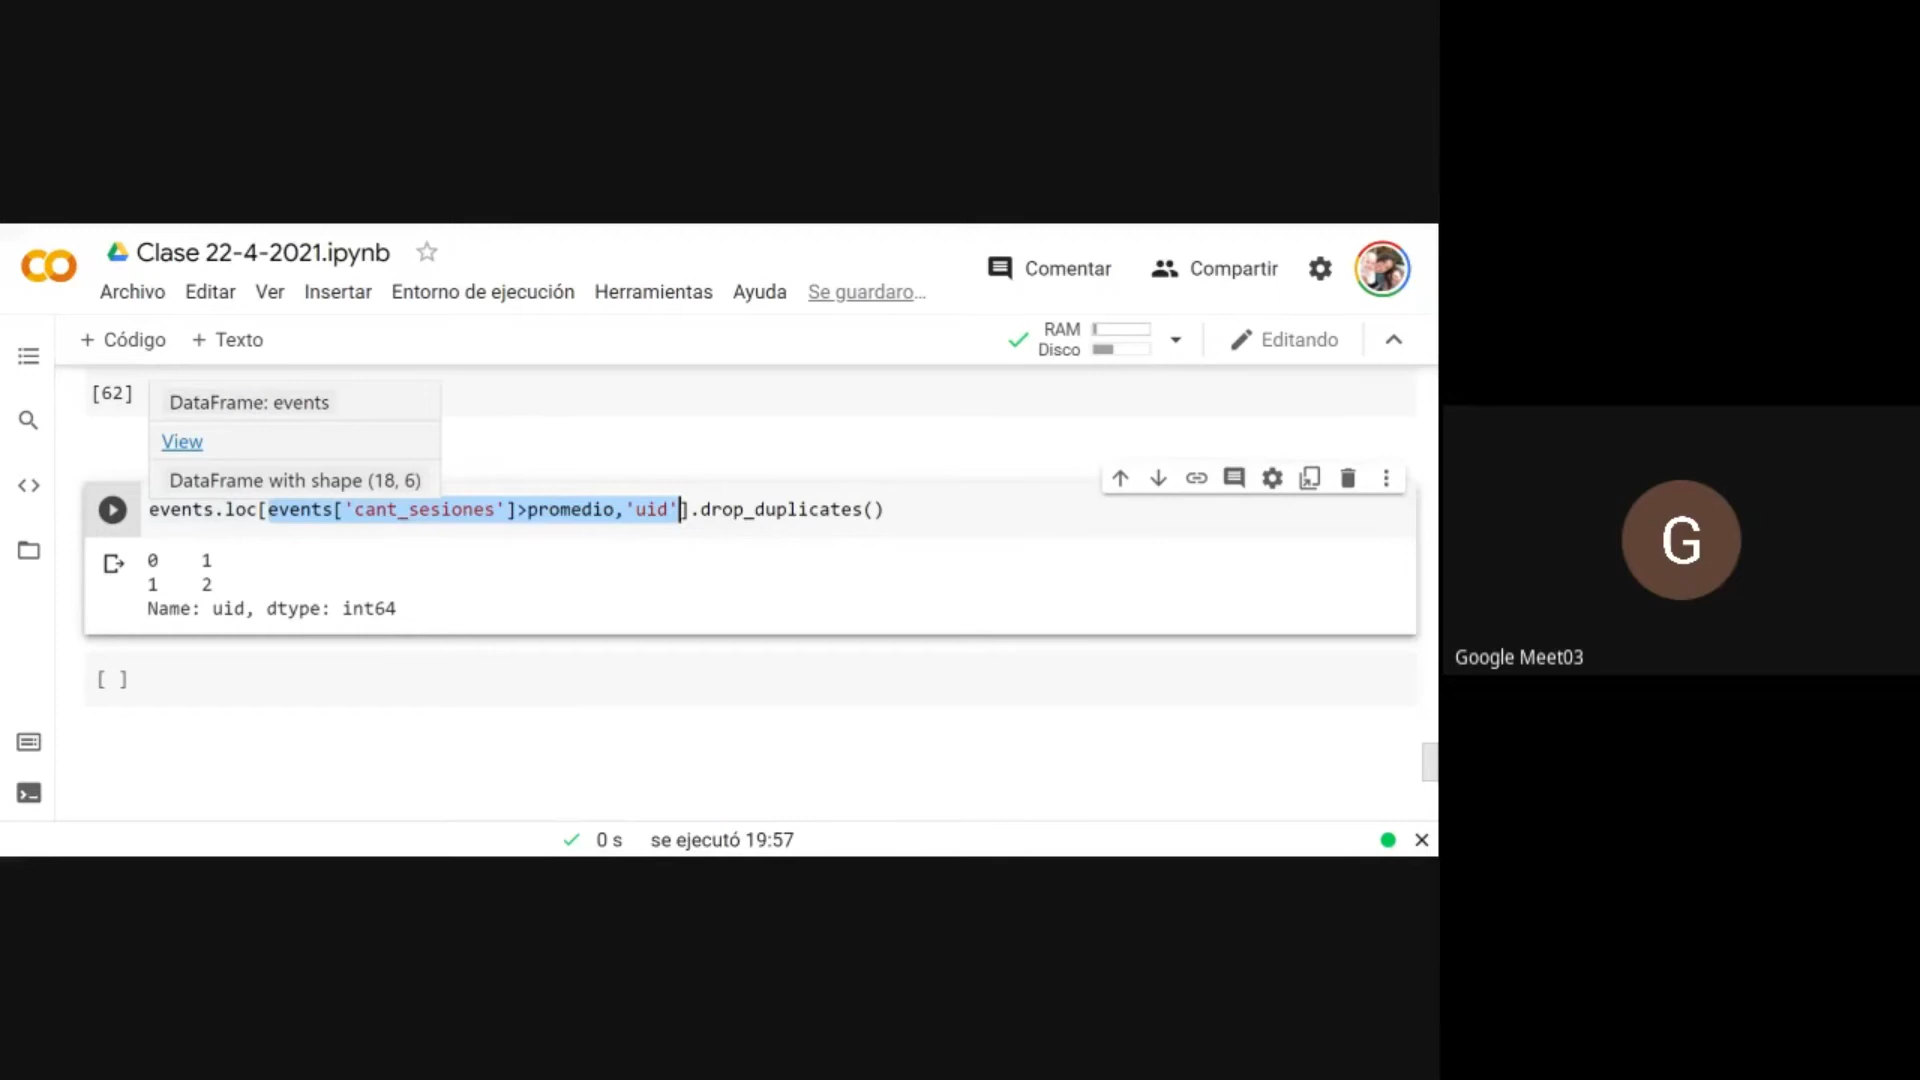 Clase 22-4-2021.ipynb
Comentar
Compartir
Archivo Editar Ver Insertar Entorno de ejecución Herramientas Ayuda Se guardaro...
+ Código + Texto
RAM
Disco
Editando
[62]
DataFrame: events
View
DataFrame with shape (18, 6)
events.loc[events['cant_sesiones']>promedio,'uid'].drop_duplicates()
0 1
1 2
Name: uid, dtype: int64
[ ]
0 s se ejecutó 19:57
G
Google Meet03